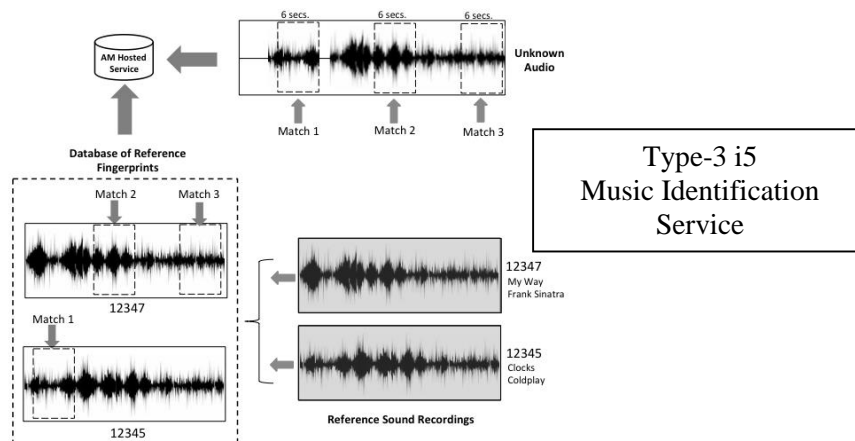 6 secs. 6 secs. 6 secs.
AM Hosted
Service
Unknown
Audio
Match 1 Match 2 Match 3
Database of Reference
Fingerprints
Type-3 i5
Music Identification
Service
Match 2 Match 3
12347
My Way
Frank Sinatra
12347
Match 1
12345
Clocks
Coldplay
Reference Sound Recordings
12345